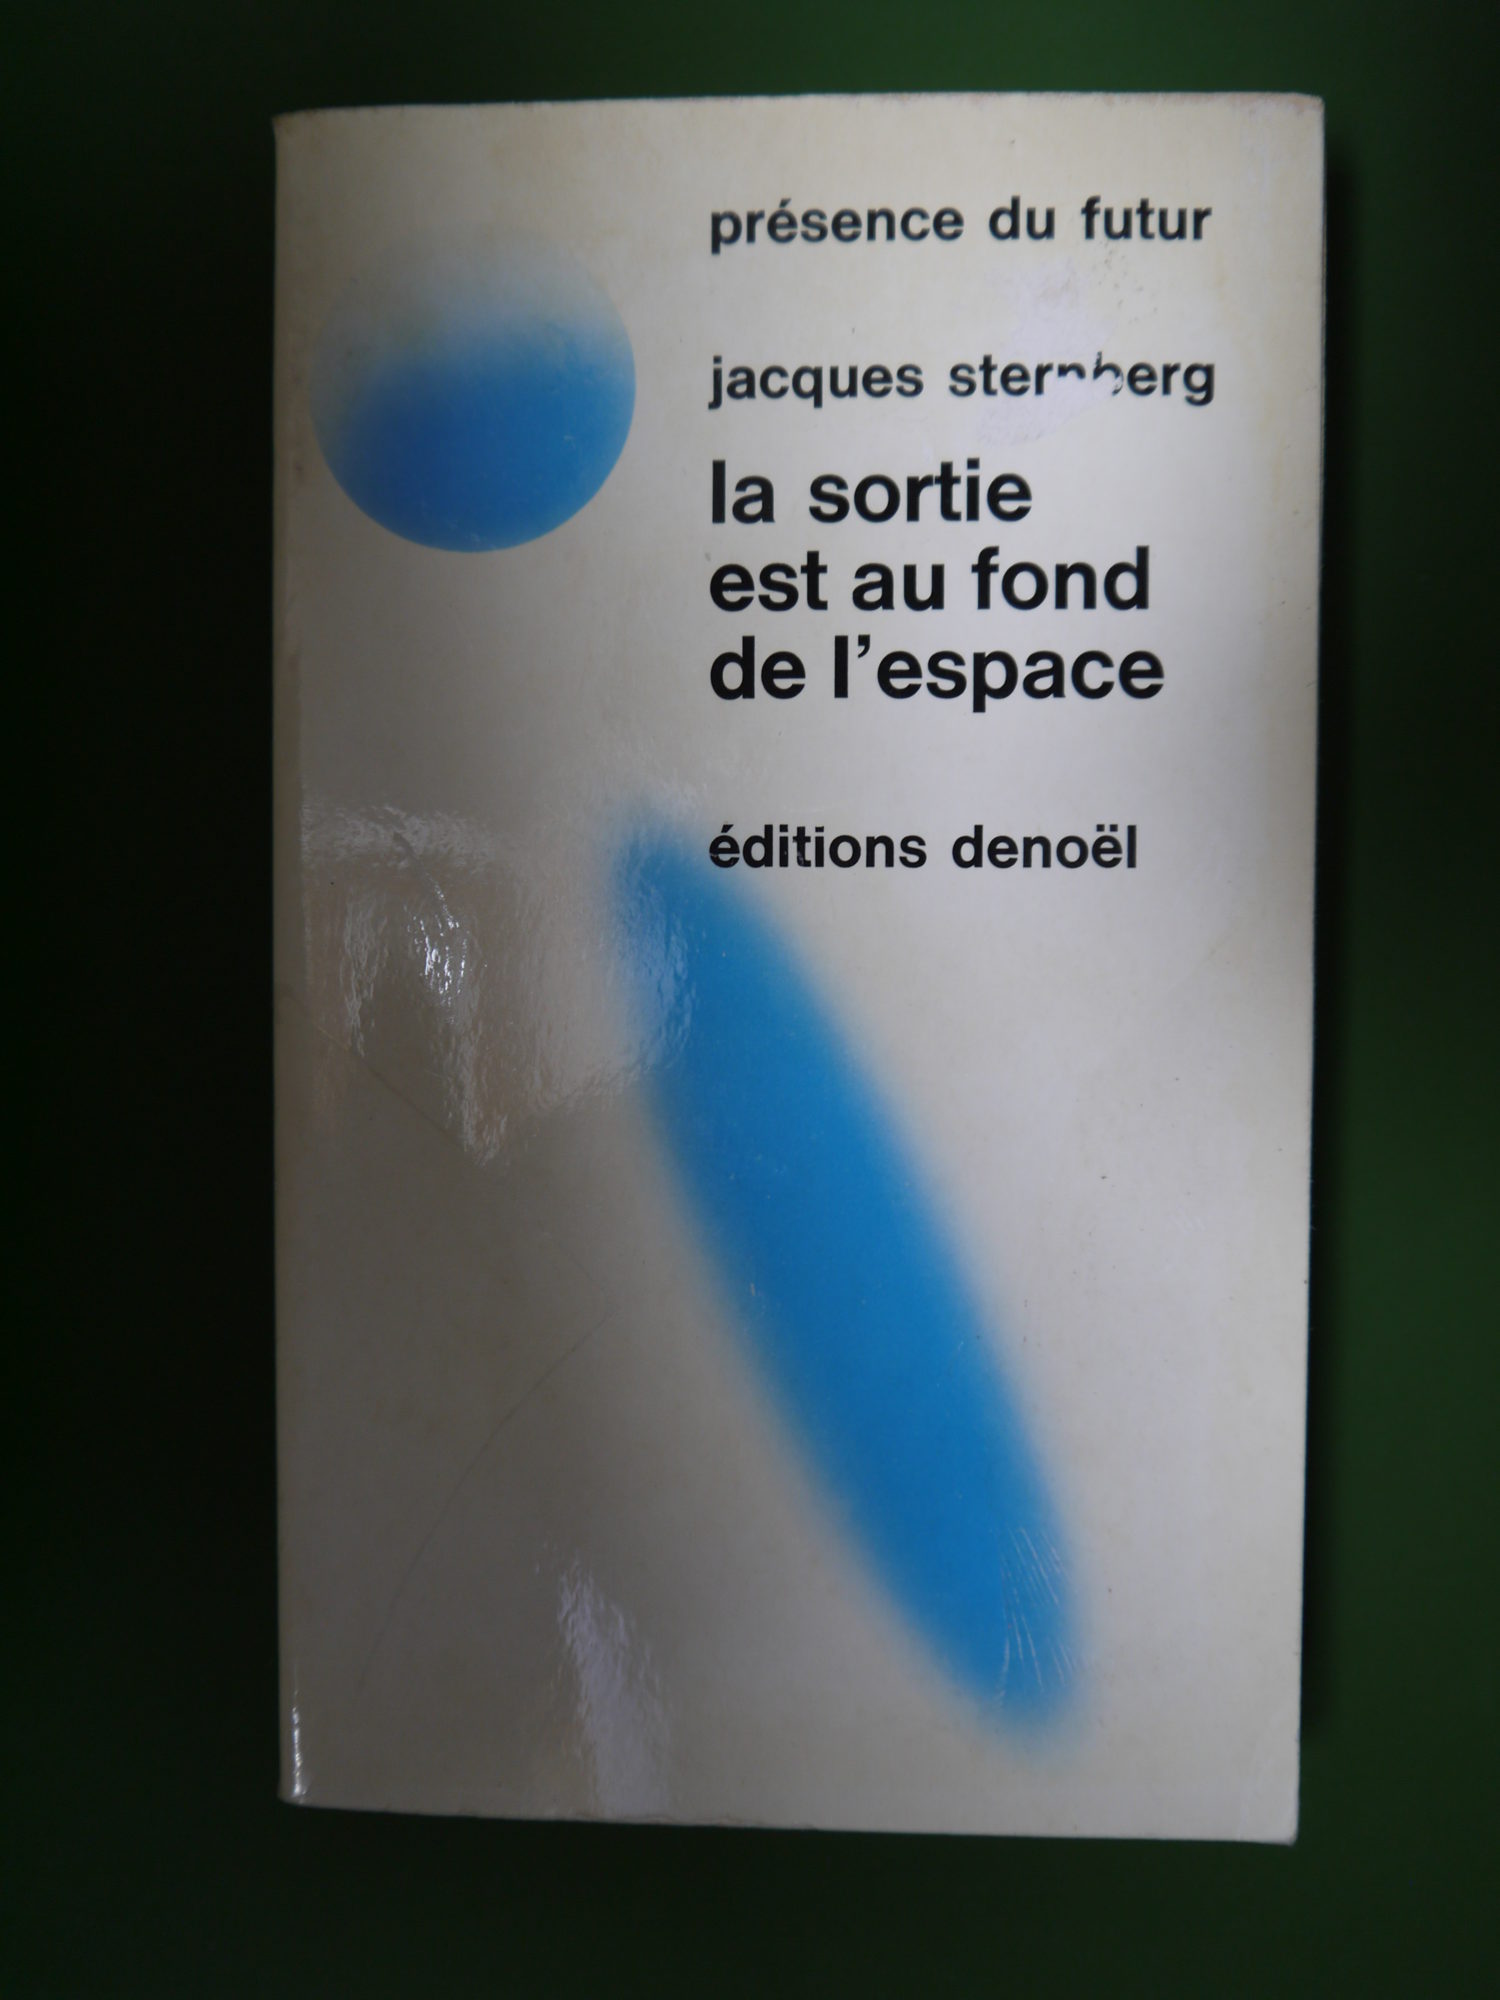 présence du futur
jacques sternberg
la sortie
est au fond
de l'espace
éditions denoël